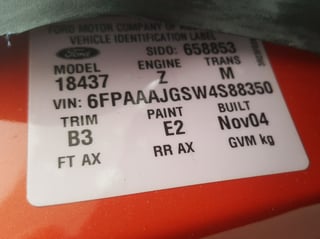 FORD MOTOR COMPANY OF
VEHICLE IDENTIFICATION LABEL
Ford SIDO: 658853
MODEL ENGINE TRANS
18437 Z M
VIN: 6FPAAAJGSW4S88350
TRIM PAINT BUILT
B3 E2 Nov04
FT AX RR AX GVM kg